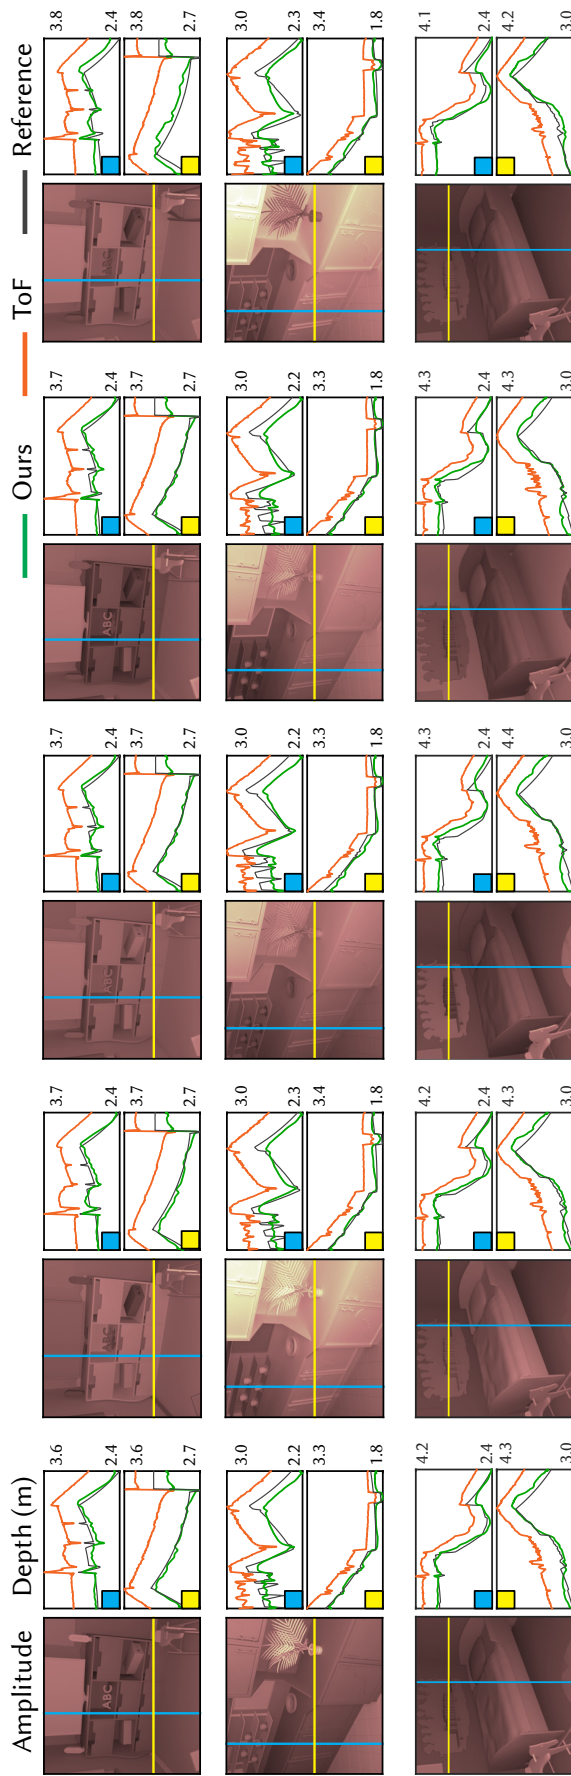 Amplitude Depth (m) Ours ToF Reference
3.6 3.7 3.7 3.7 3.8
ABC 2.4 ABC 2.4 ABC 2.4 ABC 2.4 ABC 2.4
3.6 3.7 3.7 3.7 3.8
2.7 2.7 2.7 2.7 2.7
3.0 3.0 3.0 3.0 3.0
2.2 2.3 2.2 2.2 2.3
3.3 3.4 3.3 3.3 3.4
1.8 1.8 1.8 1.8 1.8
4.2 4.2 4.3 4.3 4.1
2.4 2.4 2.4 2.4 2.4
4.3 4.3 4.4 4.3 4.2
3.0 3.0 3.0 3.0 3.0